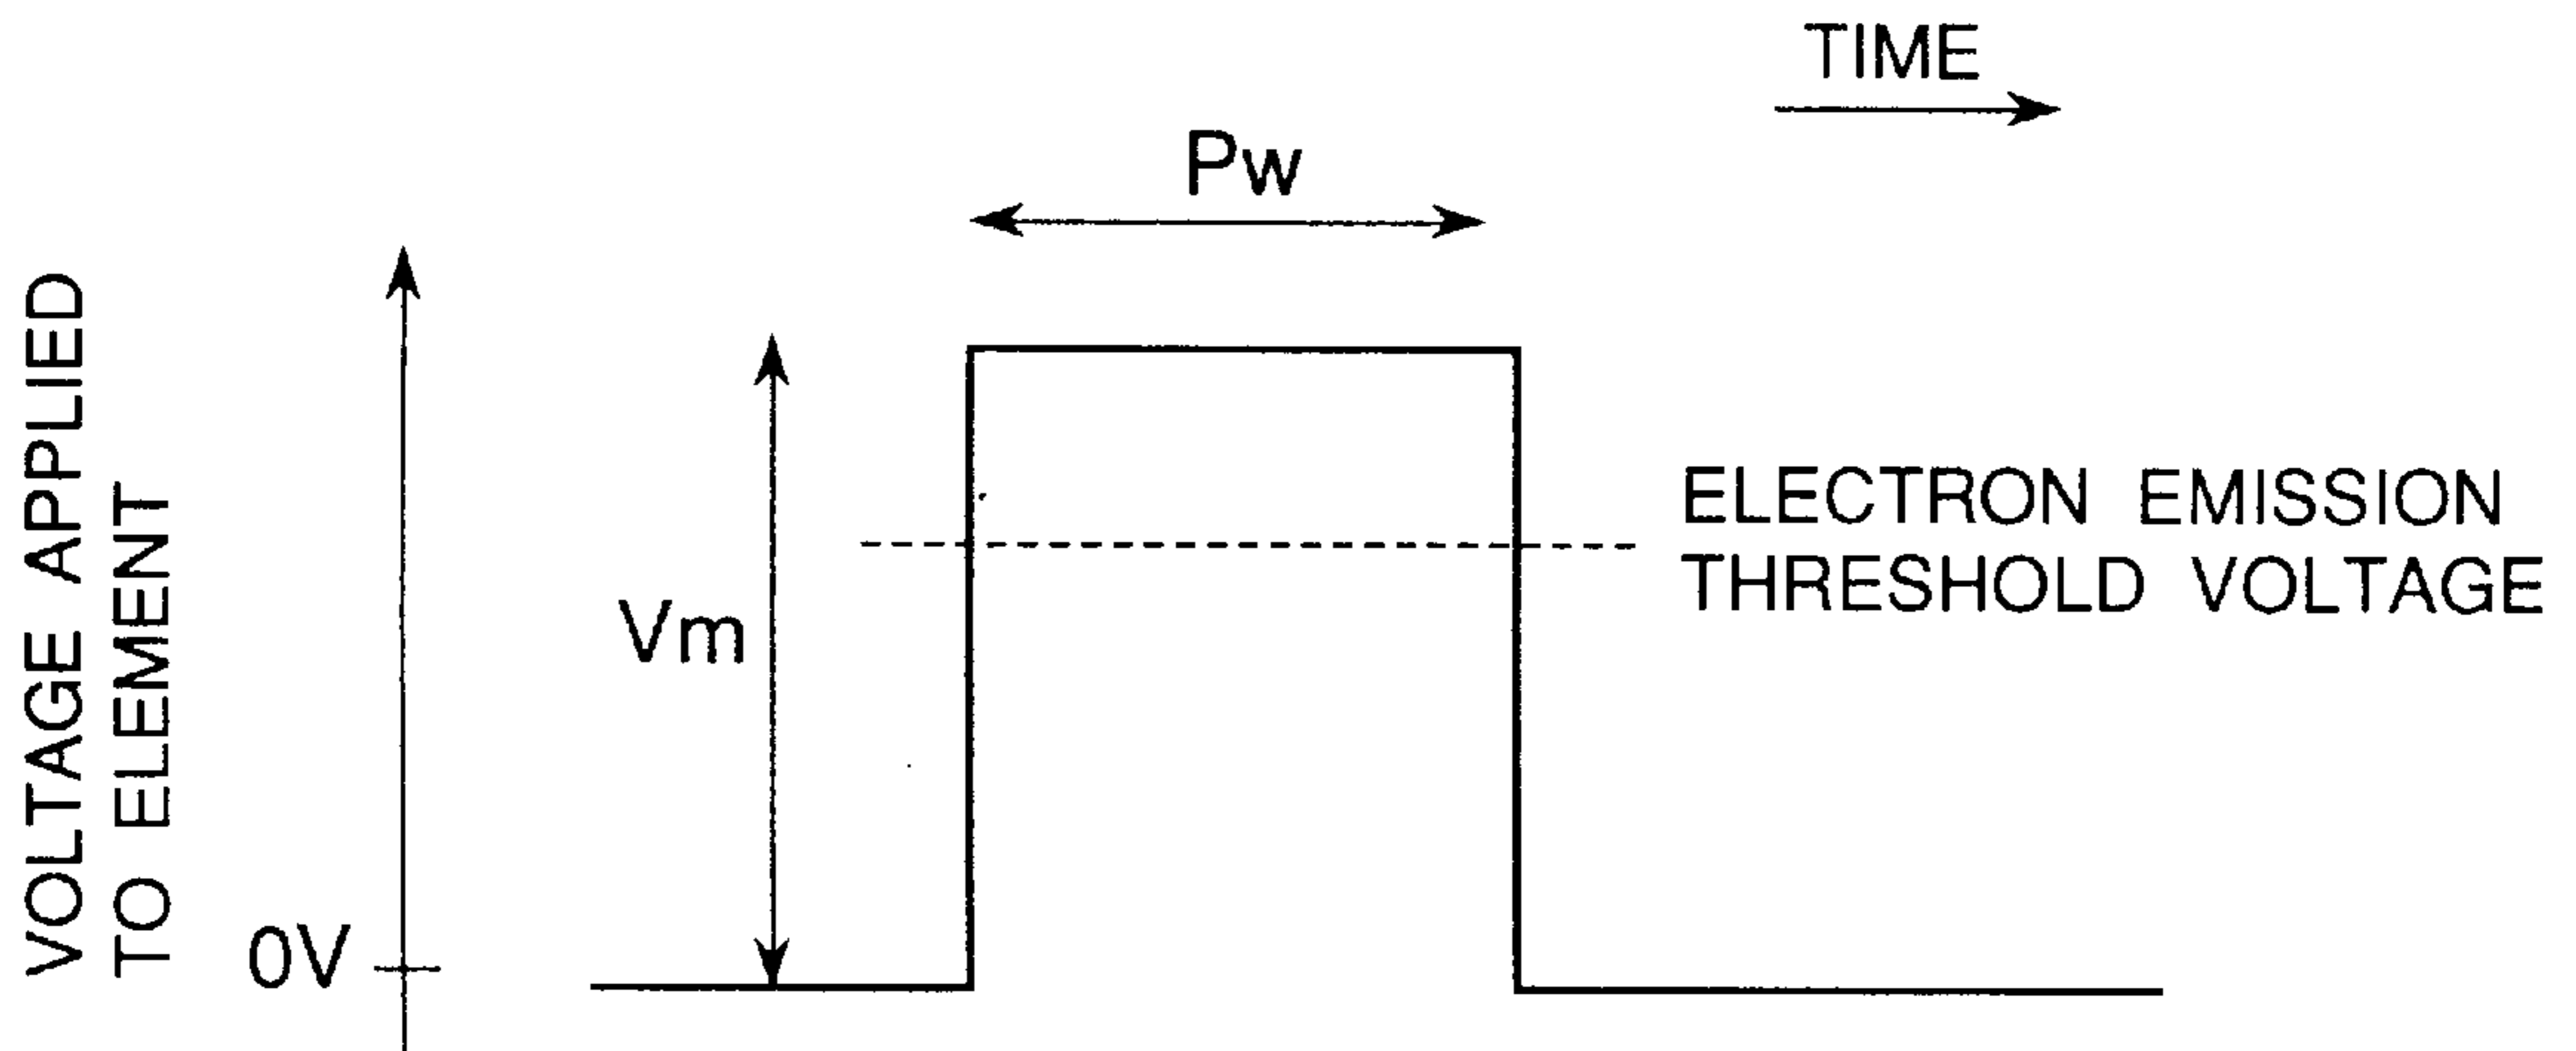 TIME
Pw
VOLTAGE APPLIED
TO ELEMENT
Vm
ELECTRON EMISSION
THRESHOLD VOLTAGE
0V